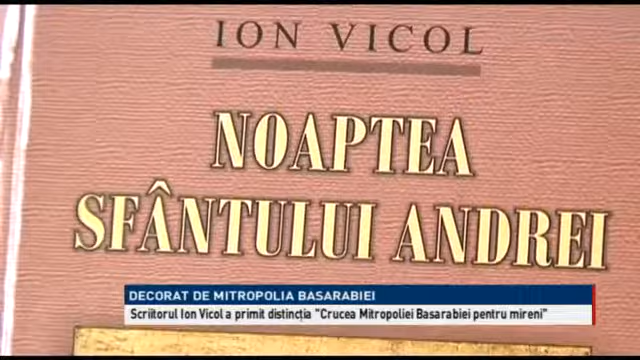 ION VICOL
NOAPTEA
SFÂNTULUI ANDREI
DECORAT DE MITROPOLIA BASARABIEI
Scriitorul Ion Vicol a primit distincția "Crucea Mitropoliei Basarabiei pentru mireni"